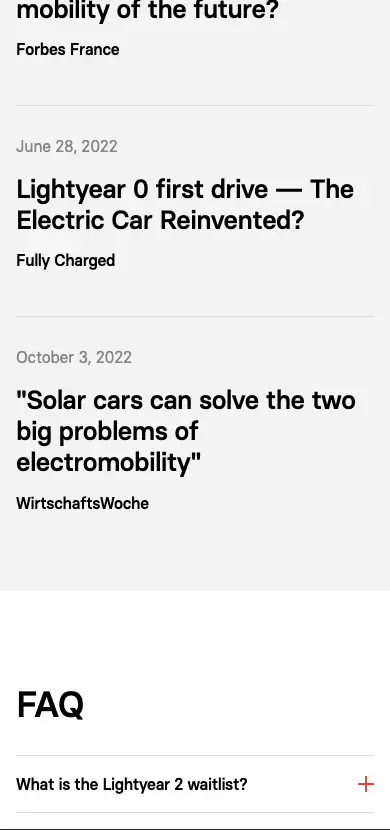 mobility of the future?
Forbes France
June 28, 2022
Lightyear 0 first drive — The
Electric Car Reinvented?
Fully Charged
October 3, 2022
"Solar cars can solve the two
big problems of
electromobility"
WirtschaftsWoche
FAQ
What is the Lightyear 2 waitlist?